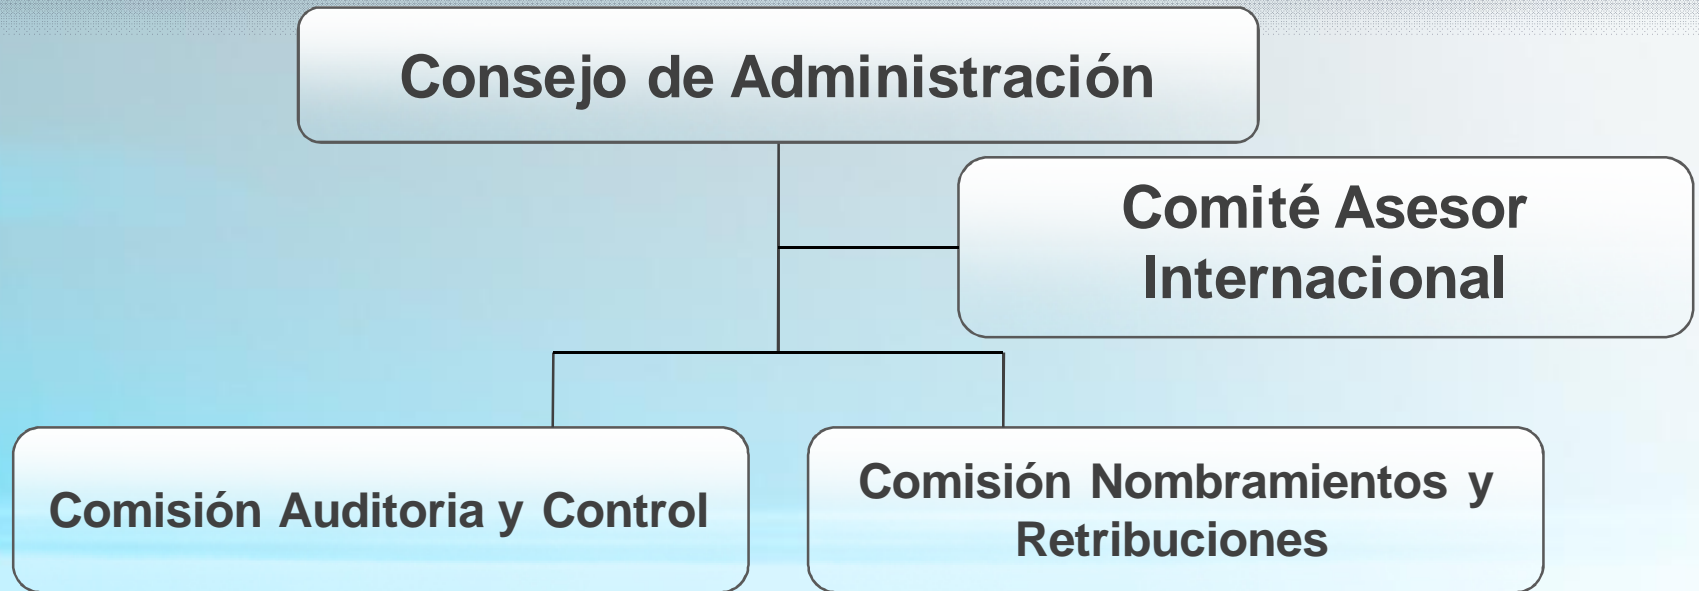 Consejo de Administración
Comité Asesor
Internacional
Comisión Auditoria y Control
Comisión Nombramientos y
Retribuciones